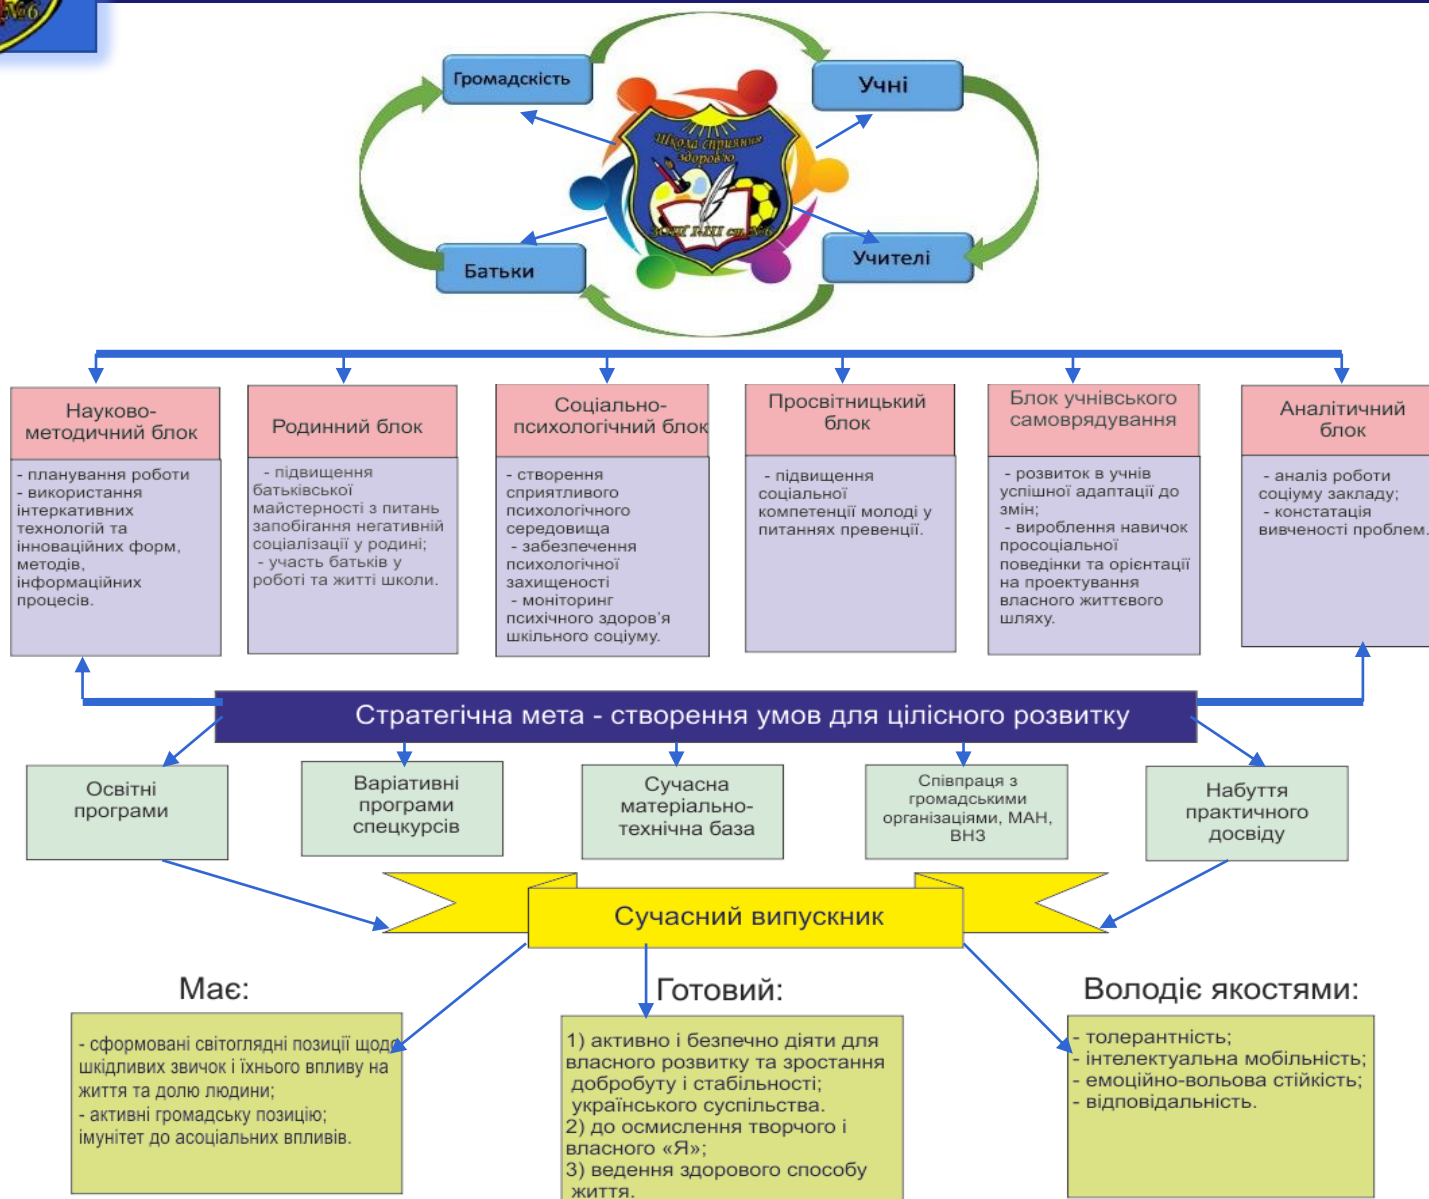 №6
Громадскість
Учні
Школа сприяння
здоров'ю
ЗОШ І-ІІІ ст. №6
Батьки
Учителі
Науково-
методичний блок
- планування роботи
- використання
інтеркативних
технологій та
інноваційних форм,
методів,
інформаційних
процесів.
Родинний блок
- підвищення
батьківської
майстерності з питань
запобігання негативній
соціалізації у родині;
- участь батьків у
роботі та житті школи.
Соціально-
психологічний блок
- створення
сприятливого
психологічного
середовища
- забезпечення
психологічної
захищеності
- моніторинг
психічного здоров’я
шкільного соціуму.
Просвітницький
блок
- підвищення
соціальної
компетенції молоді у
питаннях превенції.
Блок учнівського
самоврядування
- розвиток в учнів
успішної адаптації до
змін;
- вироблення навичок
просоціальної
поведінки та орієнтації
на проектування
власного життєвого
шляху.
Аналітичний
блок
- аналіз роботи
соціуму закладу;
- констатація
вивченості проблем.
Стратегічна мета - створення умов для цілісного розвитку
Освітні
програми
Варіативні
програми
спецкурсів
Сучасна
матеріально-
технічна база
Співпраця з
громадськими
організаціями, МАН,
ВНЗ
Набуття
практичного
досвіду
Сучасний випускник
Має:
- сформовані світоглядні позиції щодо
шкідливих звичок і їхнього впливу на
життя та долю людини;
- активні громадську позицію;
імунітет до асоціальних впливів.
Готовий:
1) активно і безпечно діяти для
власного розвитку та зростання
добробуту і стабільності;
українського суспільства.
2) до осмислення творчого і
власного «Я»;
3) ведення здорового способу
життя.
Володіє якостями:
- толерантність;
- інтелектуальна мобільність;
- емоційно-вольова стійкість;
- відповідальність.